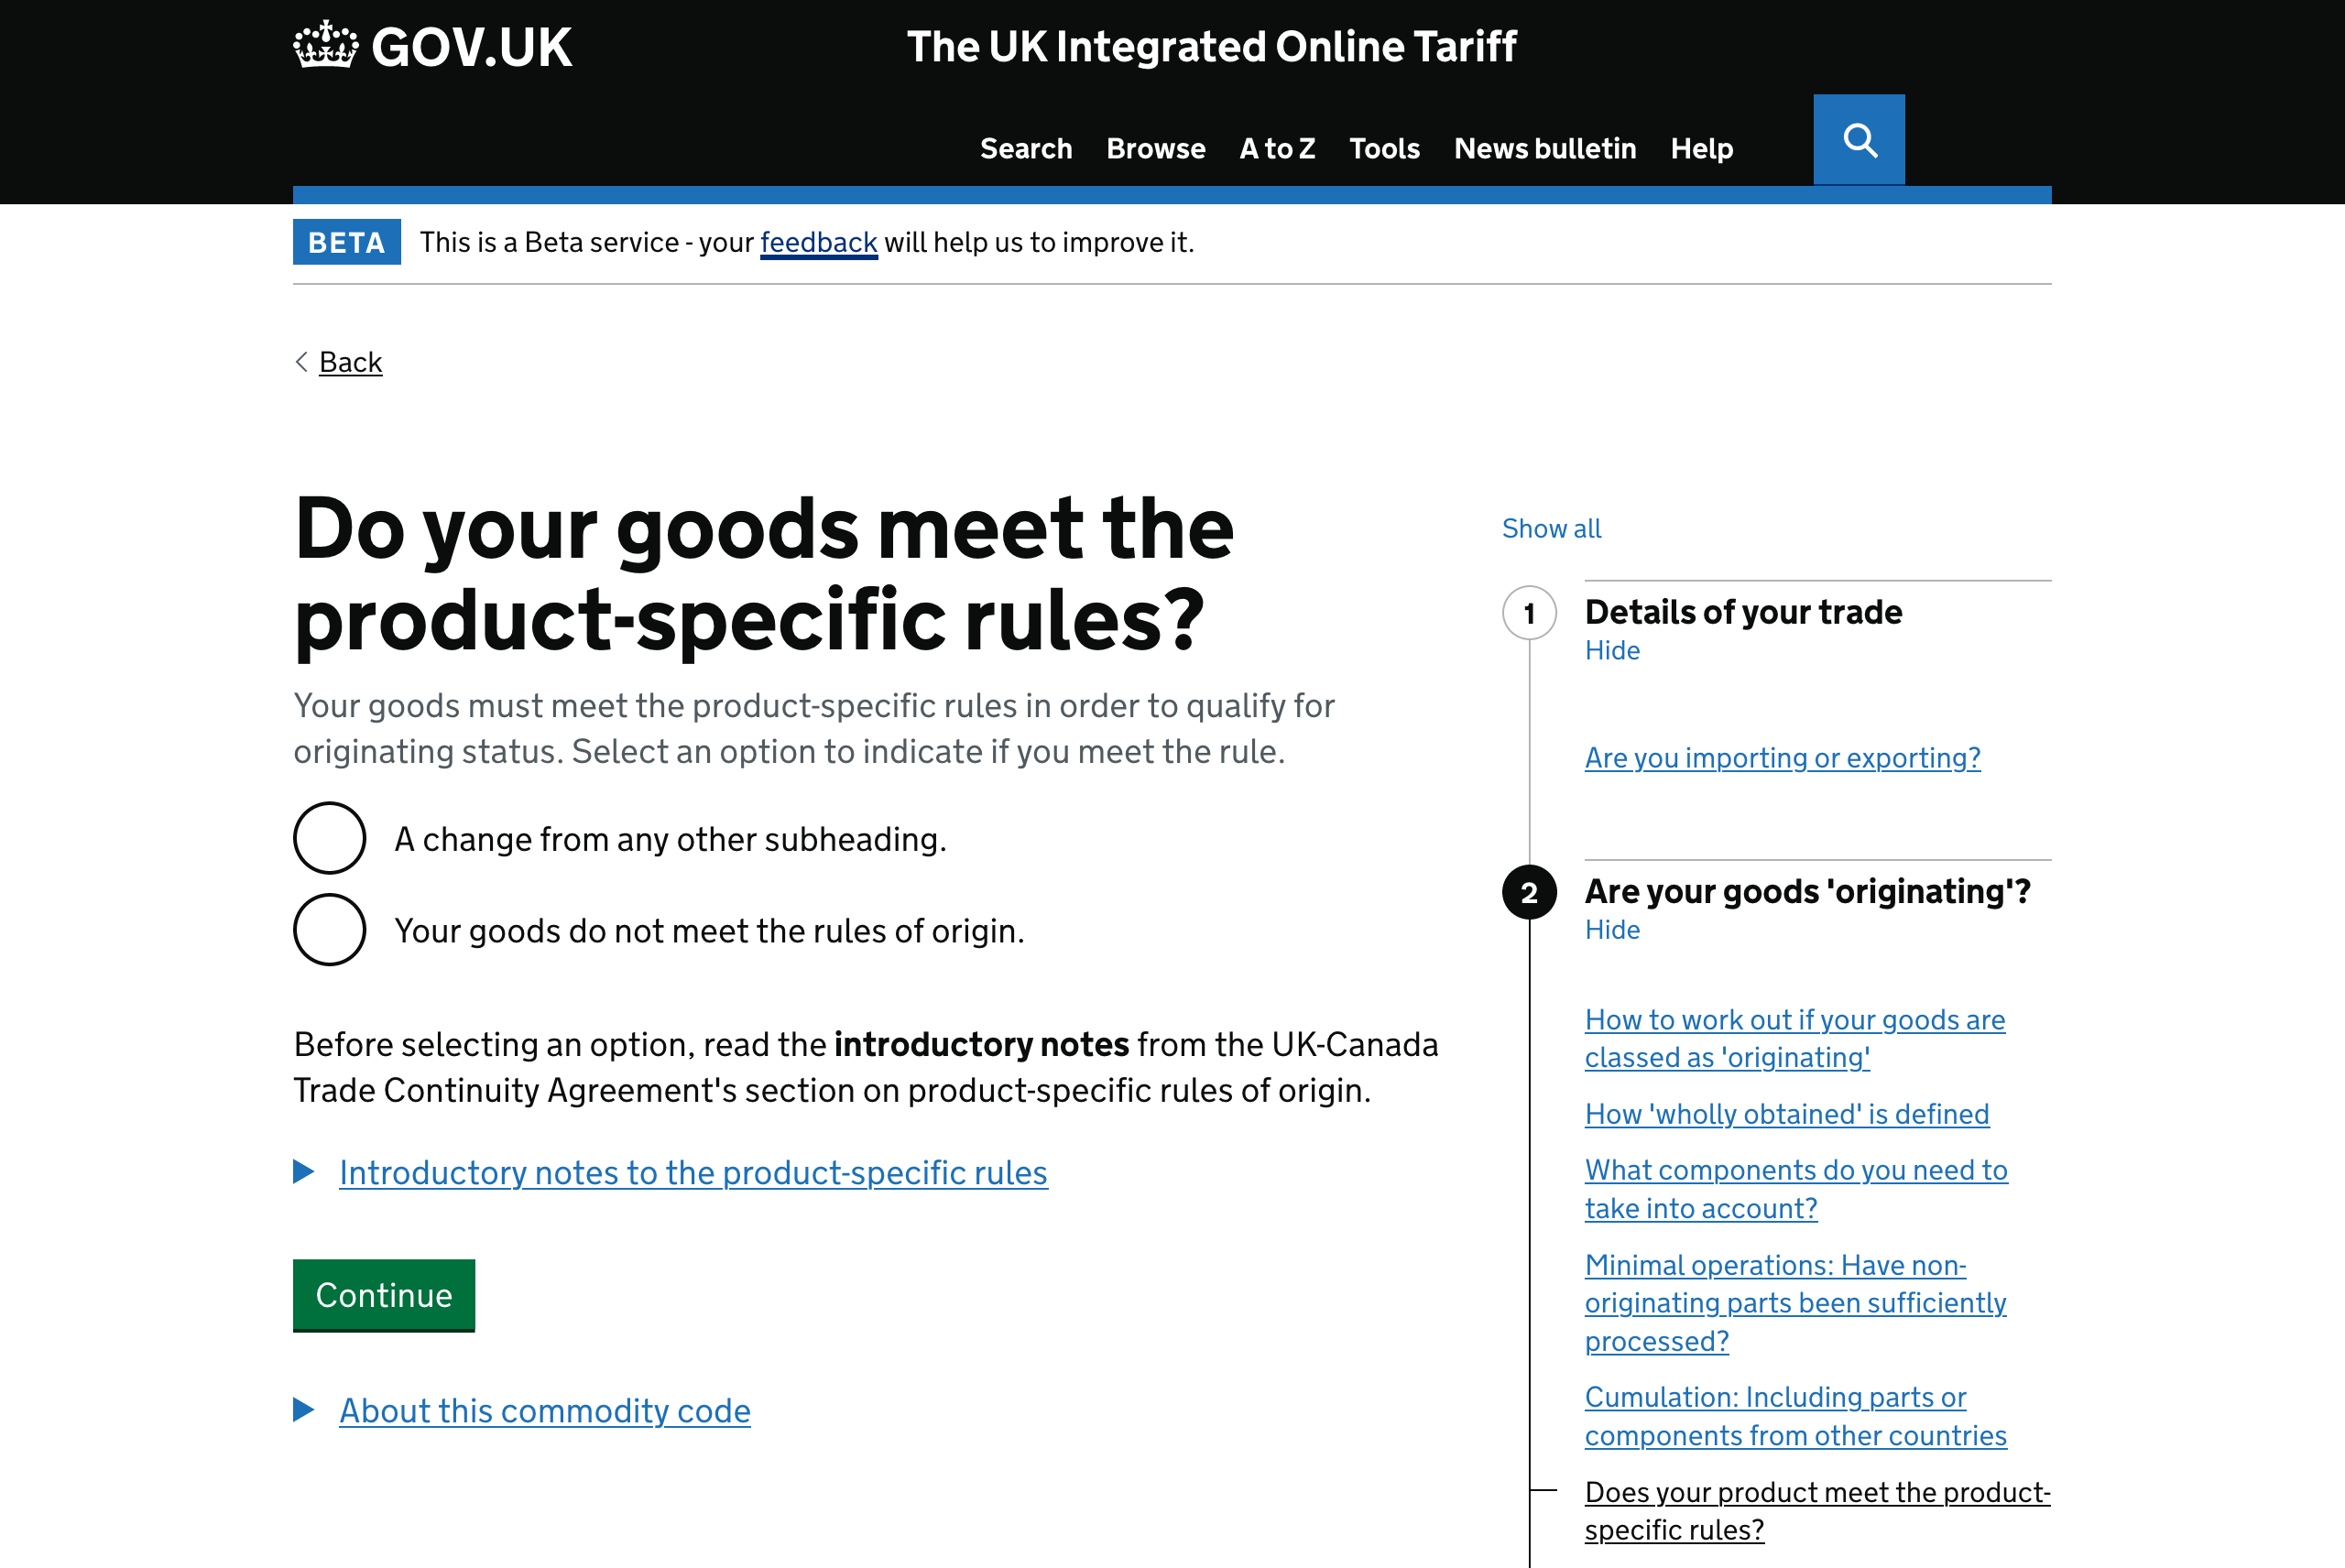 GOV.UK
The UK Integrated Online Tariff
Search Browse A to Z Tools News bulletin Help
BETA This is a Beta service - your feedback will help us to improve it.
Back
Do your goods meet the
product-specific rules?
Your goods must meet the product-specific rules in order to qualify for
originating status. Select an option to indicate if you meet the rule.
A change from any other subheading.
Your goods do not meet the rules of origin.
Before selecting an option, read the introductory notes from the UK-Canada
Trade Continuity Agreement's section on product-specific rules of origin.
Introductory notes to the product-specific rules
Continue
About this commodity code
Show all
1 Details of your trade
Hide
Are you importing or exporting?
2 Are your goods 'originating'?
Hide
How to work out if your goods are
classed as 'originating'
How 'wholly obtained' is defined
What components do you need to
take into account?
Minimal operations: Have non-
originating parts been sufficiently
processed?
Cumulation: Including parts or
components from other countries
Does your product meet the product-
specific rules?